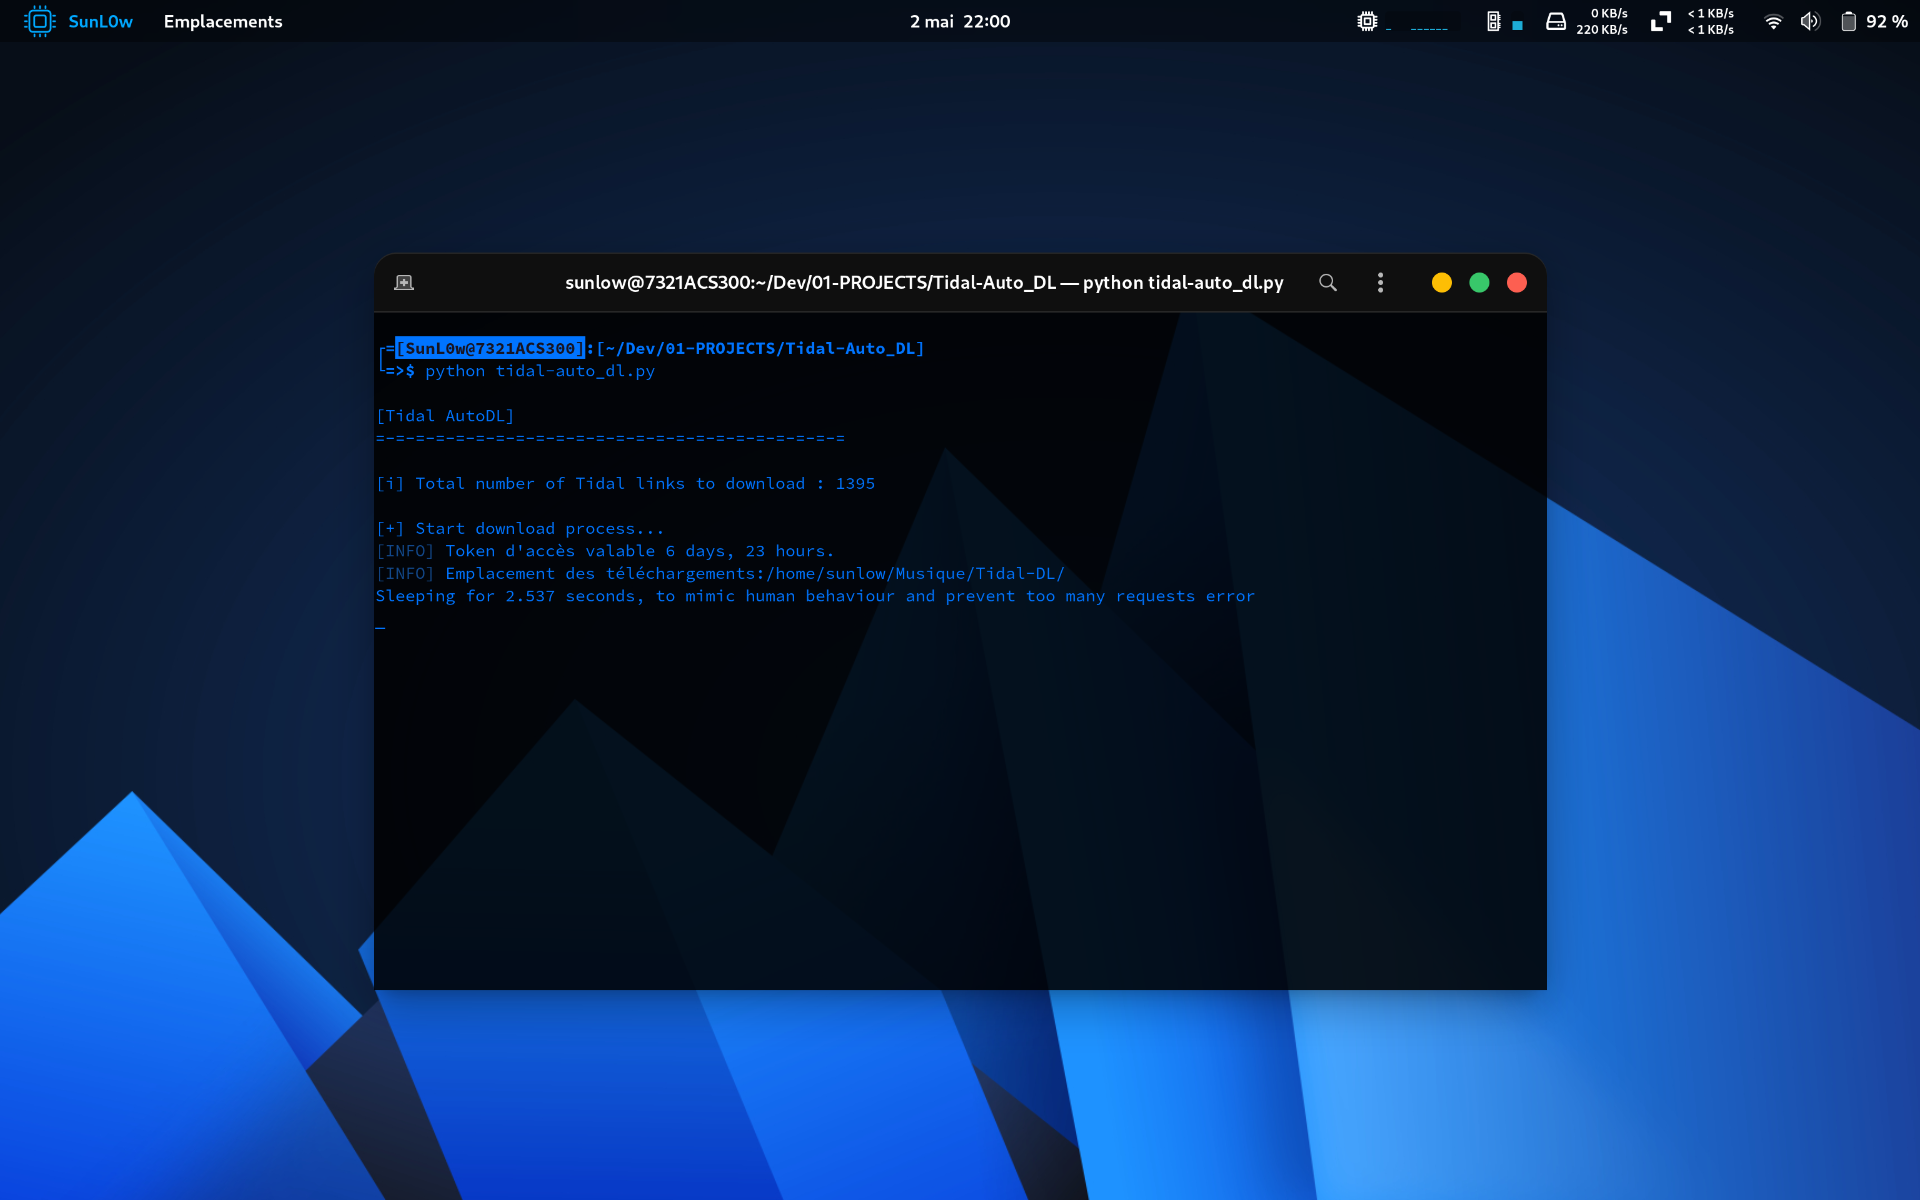 SunL0w Emplacements 2 mai 22:00 0 KB/s < 1 KB/s 92 %
220 KB/s < 1 KB/s
sunlow@7321ACS300:~/Dev/01-PROJECTS/Tidal-Auto_DL — python tidal-auto_dl.py
┌=[SunL0w@7321ACS300]:[~/Dev/01-PROJECTS/Tidal-Auto_DL]
└=>$ python tidal-auto_dl.py
[Tidal AutoDL]
=-=-=-=-=-=-=-=-=-=-=-=-=-=-=-=-=-=-=-=-=-=-=-=
[i] Total number of Tidal links to download : 1395
[+] Start download process...
[INFO] Token d'accès valable 6 days, 23 hours.
[INFO] Emplacement des téléchargements:/home/sunlow/Musique/Tidal-DL/
Sleeping for 2.537 seconds, to mimic human behaviour and prevent too many requests error